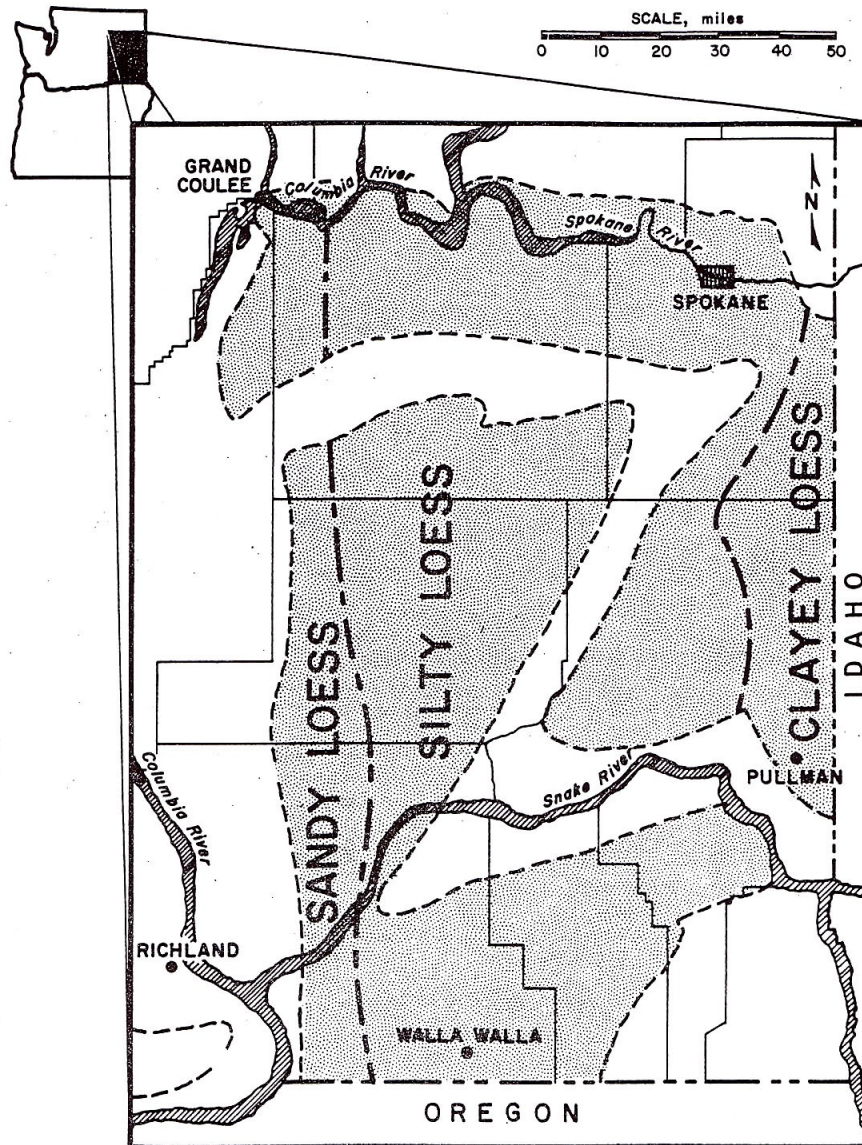 SCALE, miles
0 10 20 30 40 50
GRAND
COULEE
Columbia River
Spokane River
N
SPOKANE
CLAYEY LOESS
SILTY LOESS
SANDY LOESS
IDAHO
PULLMAN
Snake River
Columbia River
RICHLAND
WALLA WALLA
OREGON